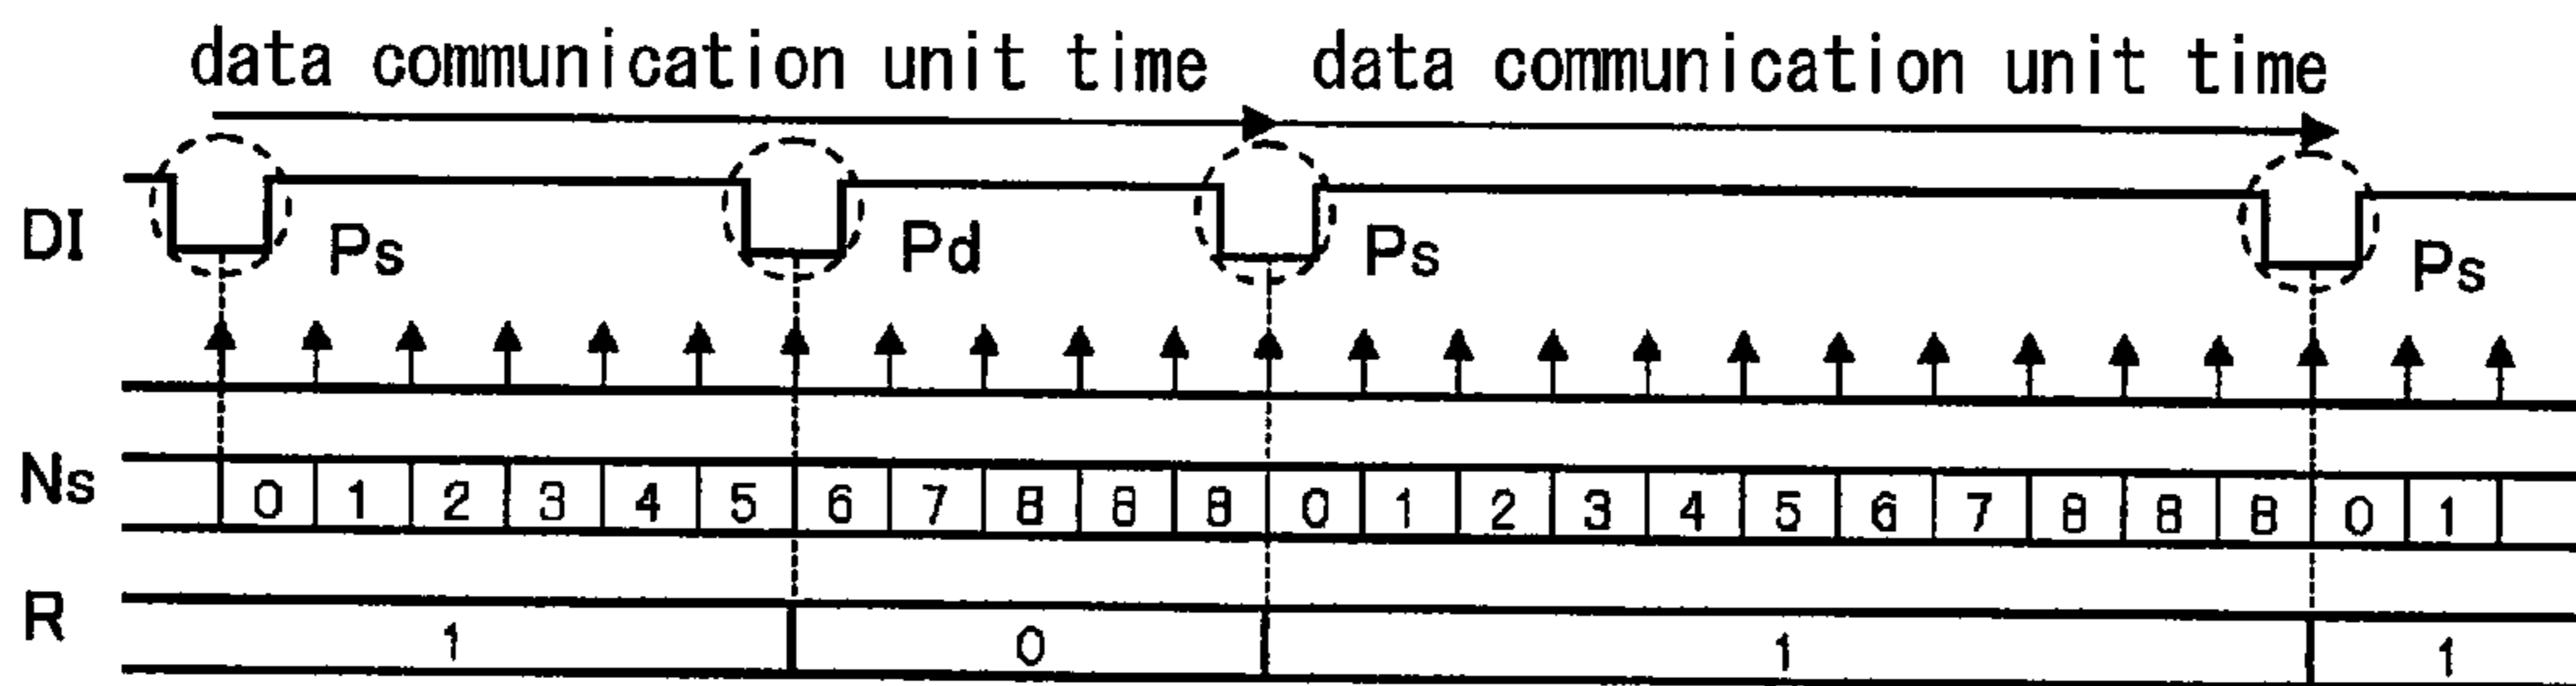 data communication unit time data communication unit time
DI Ps Pd Ps Ps
Ns 0 1 2 3 4 5 6 7 8 8 8 0 1 2 3 4 5 6 7 8 8 8 0 1
R 1 0 1 1